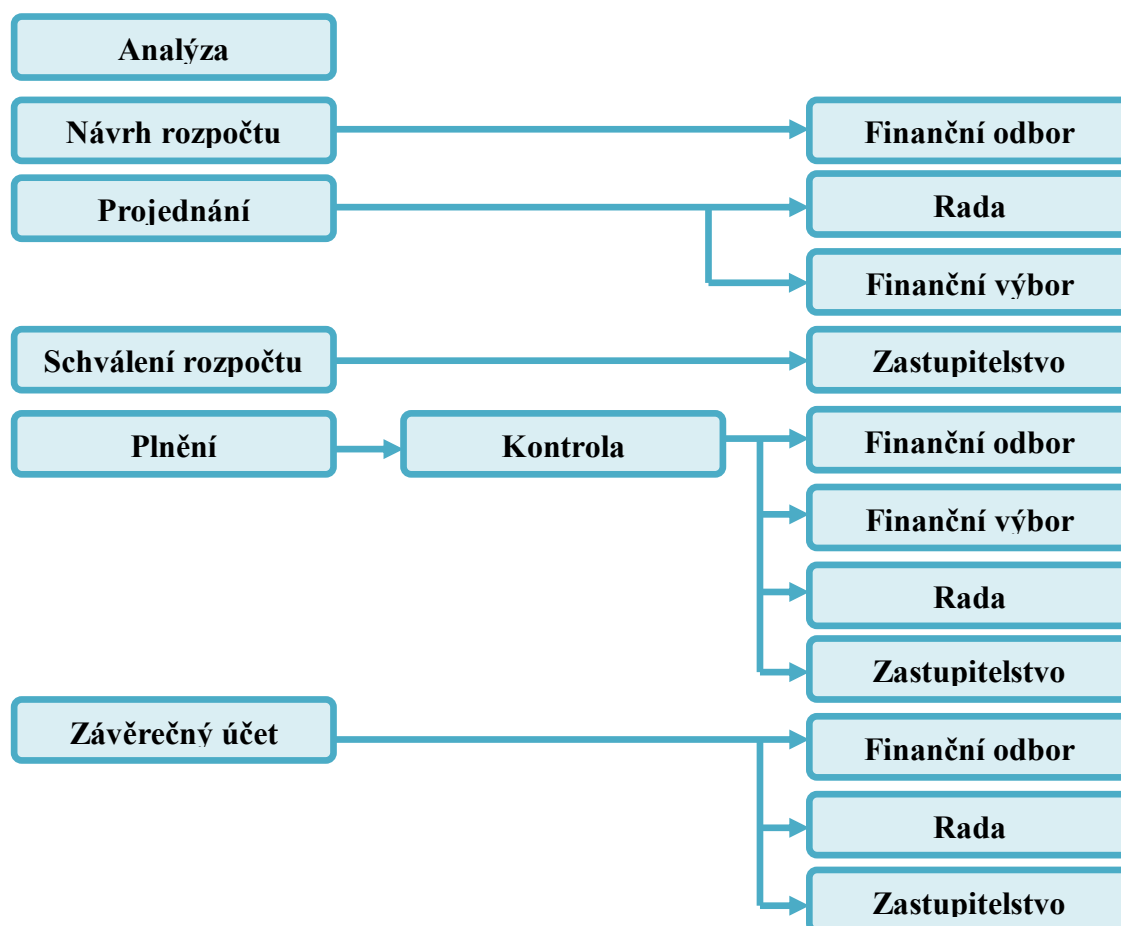 Analýza
Návrh rozpočtu
Finanční odbor
Projednání
Rada
Finanční výbor
Schválení rozpočtu
Zastupitelstvo
Plnění
Kontrola
Finanční odbor
Finanční výbor
Rada
Zastupitelstvo
Závěrečný účet
Finanční odbor
Rada
Zastupitelstvo